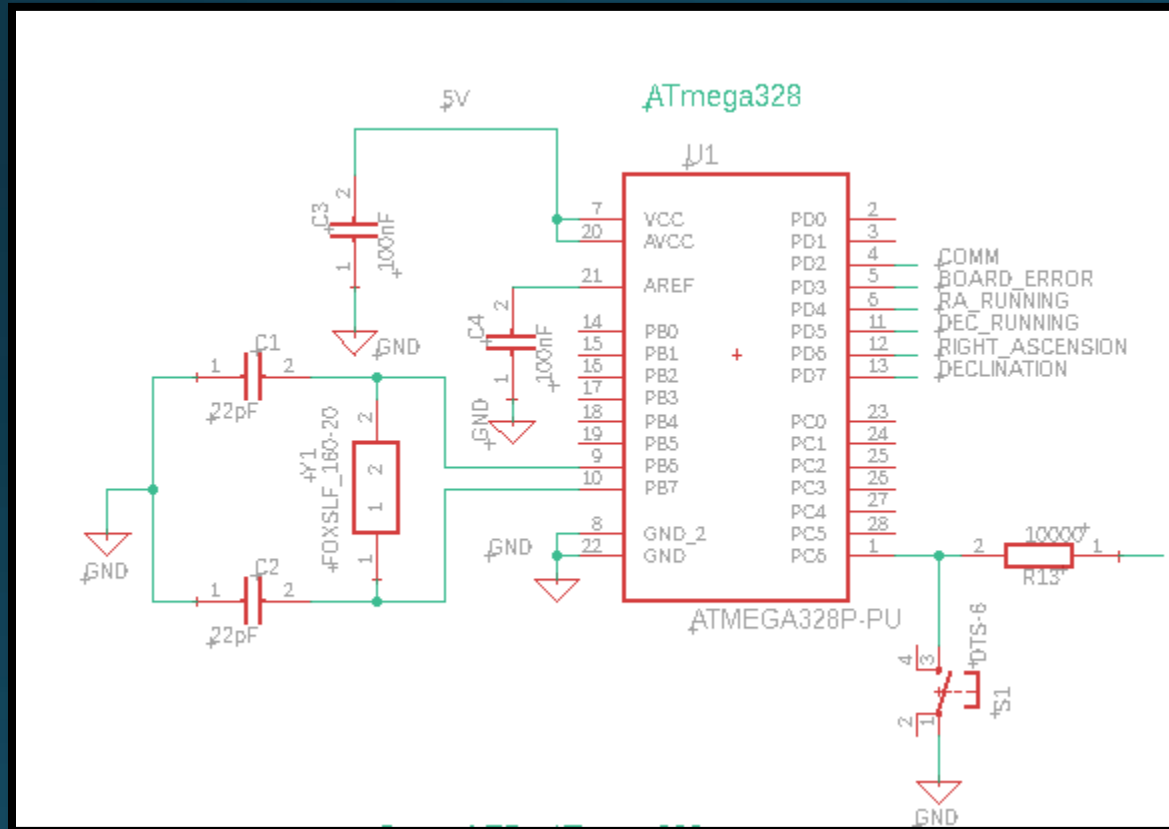 5V
ATmega328
U1
C3
2
1
100nF
GND
7 VCC
20 AVCC
21 AREF
14 PB0
15 PB1
16 PB2
17 PB3
18 PB4
19 PB5
9 PB6
10 PB7
8 GND_2
22 GND
PD0 2
PD1 3
PD2 4 COMM
PD3 5 BOARD_ERROR
PD4 6 RA_RUNNING
PD5 11 DEC_RUNNING
PD6 12 RIGHT_ASCENSION
PD7 13 DECLINATION
PC0 23
PC1 24
PC2 25
PC3 26
PC4 27
PC5 28
PC6 1
C4
2
1
100nF
GND
C1
1 2
22pF
2
Y1
FOXSLF_160-20
2
1
1
GND
C2
1 2
22pF
GND
ATMEGA328P-PU
10000
2 1
R13
DTS-6
4 3
S1
2 1
GND